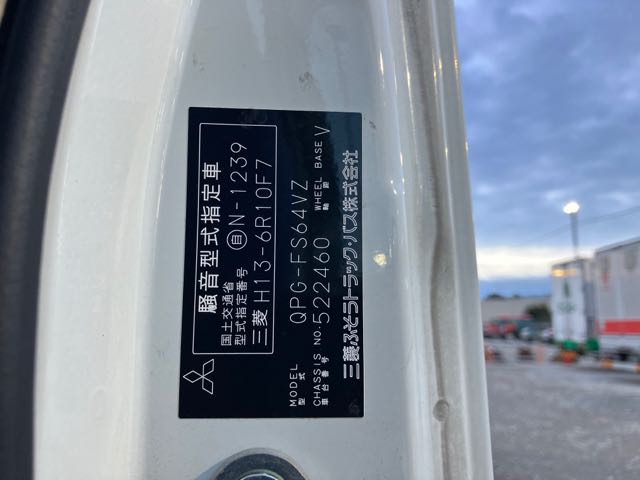 騒音型式指定車
国土交通省
型式指定番号 自N-1239
三菱 H13-6R10F7
MODEL
型式 QPG-FS64VZ
CHASSIS NO. 522460 WHEEL BASE V
車台番号 軸距
三菱ふそうトラック・バス株式会社